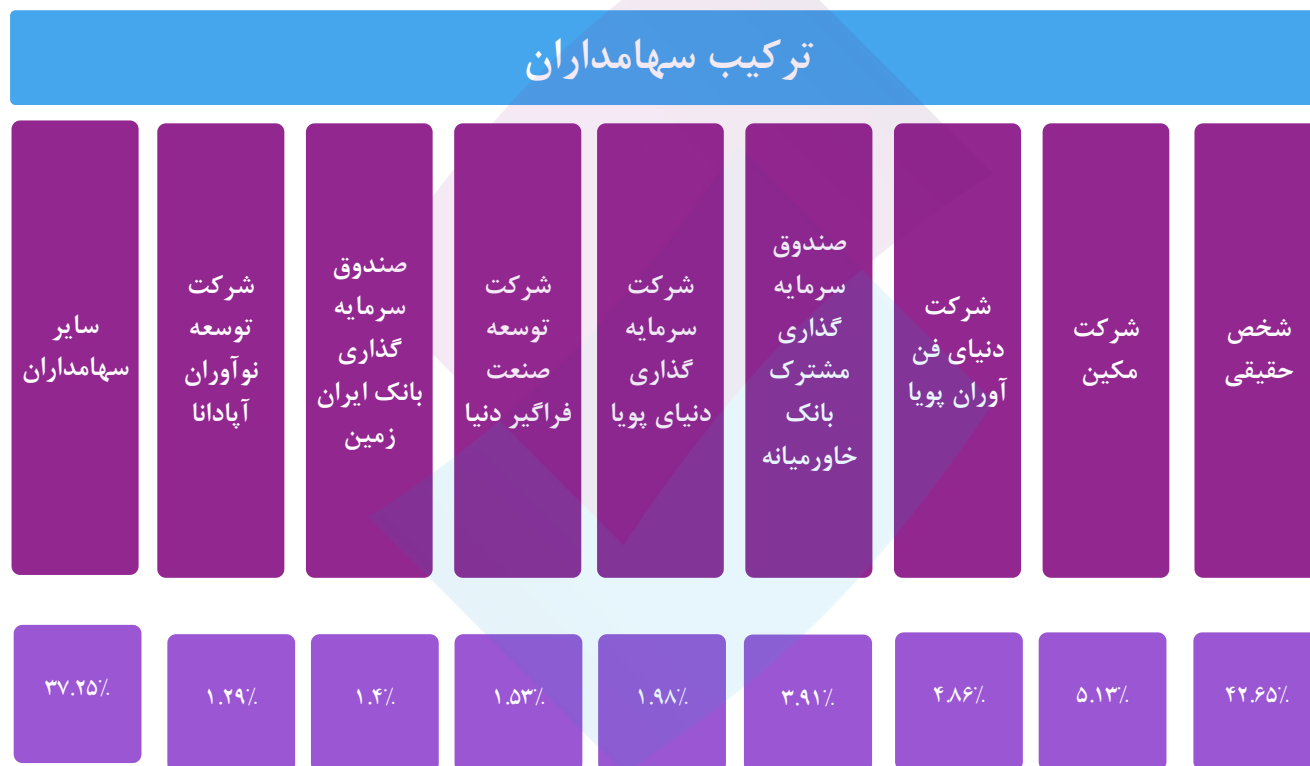 ترکیب سهامداران
شخص
حقیقی
شرکت
مکین
شرکت
دنیای فن
آوران پویا
صندوق
سرمایه
گذاری
مشترک
بانک
خاورمیانه
شرکت
سرمایه
گذاری
دنیای پویا
شرکت
توسعه
صنعت
فراگیر دنیا
صندوق
سرمایه
گذاری
بانک ایران
زمین
شرکت
توسعه
نوآوران
آپادانا
سایر
سهامداران
۴۲.۶۵٪
۵.۱۳٪
۴.۸۶٪
۳.۹۱٪
۱.۹۸٪
۱.۵۳٪
۱.۴٪
۱.۲۹٪
۳۷.۲۵٪